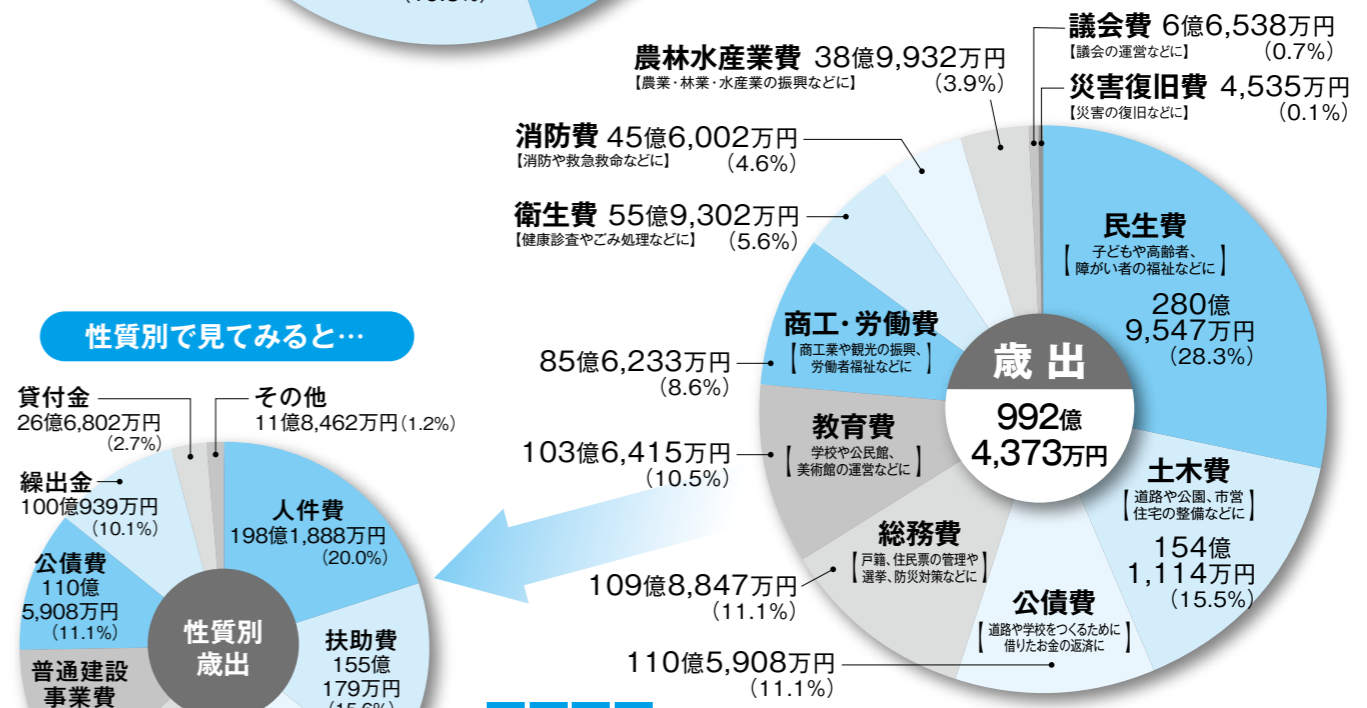 議会費 6億6,538万円
【議会の運営などに】 (0.7%)
農林水産業費 38億9,932万円
【農業・林業・水産業の振興などに】 (3.9%)
災害復旧費 4,535万円
【災害の復旧などに】 (0.1%)
消防費 45億6,002万円
【消防や救急救命などに】 (4.6%)
衛生費 55億9,302万円
【健康診査やごみ処理などに】 (5.6%)
民生費
【子どもや高齢者、
障がい者の福祉などに】
280億
9,547万円
(28.3%)
商工・労働費
【商工業や観光の振興、
労働者福祉などに】
85億6,233万円
(8.6%)
歳出
992億
4,373万円
教育費
【学校や公民館、
美術館の運営などに】
103億6,415万円
(10.5%)
土木費
【道路や公園、市営
住宅の整備などに】
154億
1,114万円
(15.5%)
総務費
【戸籍、住民票の管理や
選挙、防災対策などに】
109億8,847万円
(11.1%)
公債費
【道路や学校をつくるために
借りたお金の返済に】
110億5,908万円
(11.1%)
性質別で見てみると…
貸付金
26億6,802万円
(2.7%)
その他
11億8,462万円(1.2%)
繰出金
100億939万円
(10.1%)
人件費
198億1,888万円
(20.0%)
公債費
110億
5,908万円
(11.1%)
性質別
歳出
扶助費
155億
179万円
(15.6%)
普通建設
事業費